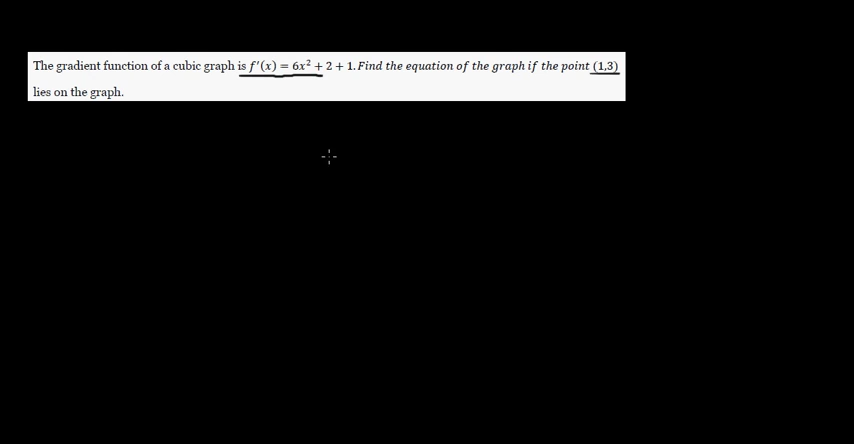 The gradient function of a cubic graph is f′(x) = 6x² + 2 + 1. Find the equation of the graph if the point (1,3)
lies on the graph.